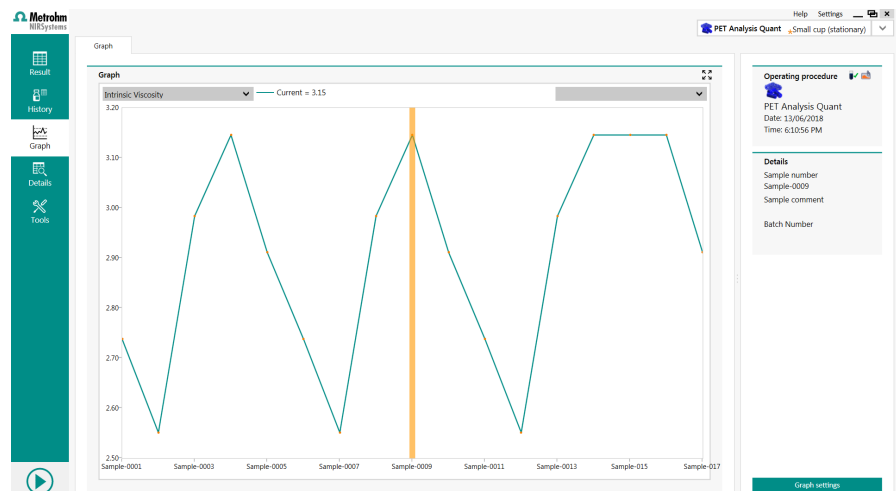 Metrohm
NIRSystems
Help Settings
PET Analysis Quant Small cup (stationary)
Graph
Result
History
Graph
Details
Tools
Graph
Intrinsic Viscosity
Current = 3.15
3.20
3.10
3.00
2.90
2.80
2.70
2.60
2.50
Sample-0001 Sample-0003 Sample-0005 Sample-0007 Sample-0009 Sample-0011 Sample-0013 Sample-015 Sample-017
Operating procedure
PET Analysis Quant
Date: 13/06/2018
Time: 6:10:56 PM
Details
Sample number
Sample-0009
Sample comment
Batch Number
Graph settings